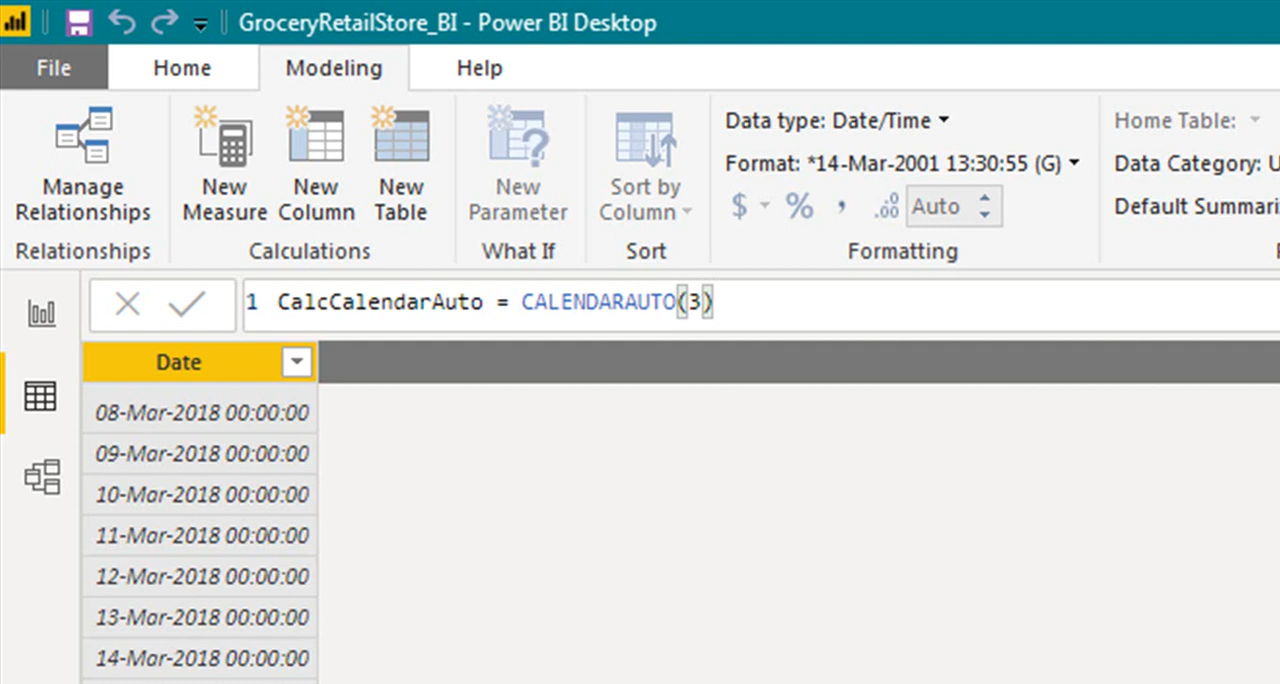 GroceryRetailStore_BI - Power BI Desktop
File Home Modeling Help
Manage Relationships
New Measure
New Column
New Table
New Parameter
Sort by Column
Data type: Date/Time
Format: *14-Mar-2001 13:30:55 (G)
$ % , .00 Auto
Home Table:
Data Category: U
Default Summari
Relationships Calculations What If Sort Formatting
1 CalcCalendarAuto = CALENDARAUTO(3)
Date
08-Mar-2018 00:00:00
09-Mar-2018 00:00:00
10-Mar-2018 00:00:00
11-Mar-2018 00:00:00
12-Mar-2018 00:00:00
13-Mar-2018 00:00:00
14-Mar-2018 00:00:00